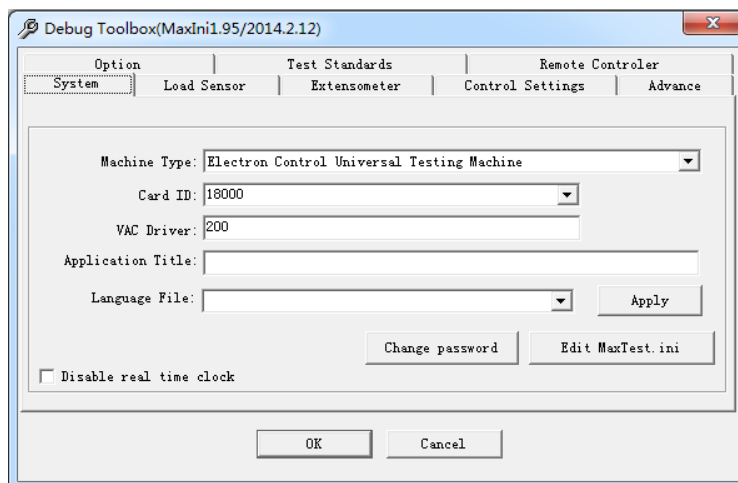 Debug Toolbox(MaxIni1.95/2014.2.12)
Option Test Standards Remote Controler
System Load Sensor Extensometer Control Settings Advance
Machine Type: Electron Control Universal Testing Machine
Card ID: 18000
VAC Driver: 200
Application Title:
Language File: Apply
Change password Edit MaxTest.ini
Disable real time clock
OK Cancel